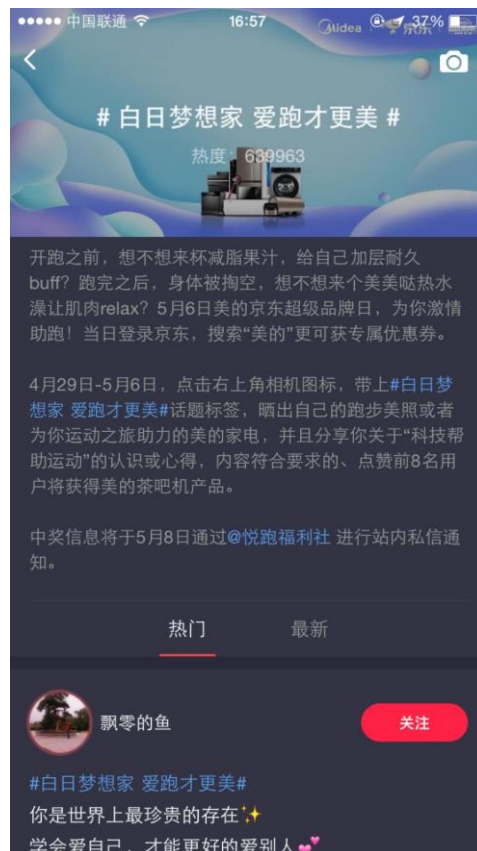 中国联通
16:57
37%
Midea
京东
# 白日梦想家 爱跑才更美 #
热度：639963
开跑之前，想不想来杯减脂果汁，给自己加层耐久
buff？跑完之后，身体被掏空，想不想来个美美哒热水
澡让肌肉relax？5月6日美的京东超级品牌日，为你激情
助跑！当日登录京东，搜索“美的”更可获专属优惠券。
4月29日-5月6日，点击右上角相机图标，带上#白日梦
想家 爱跑才更美#话题标签，晒出自己的跑步美照或者
为你运动之旅助力的美的家电，并且分享你关于“科技帮
助运动”的认识或心得，内容符合要求的、点赞前8名用
户将获得美的茶吧机产品。
中奖信息将于5月8日通过@悦跑福利社 进行站内私信通
知。
热门
最新
飘零的鱼
关注
#白日梦想家 爱跑才更美#
你是世界上最珍贵的存在✨
学会爱自己，才能更好的爱别人💕